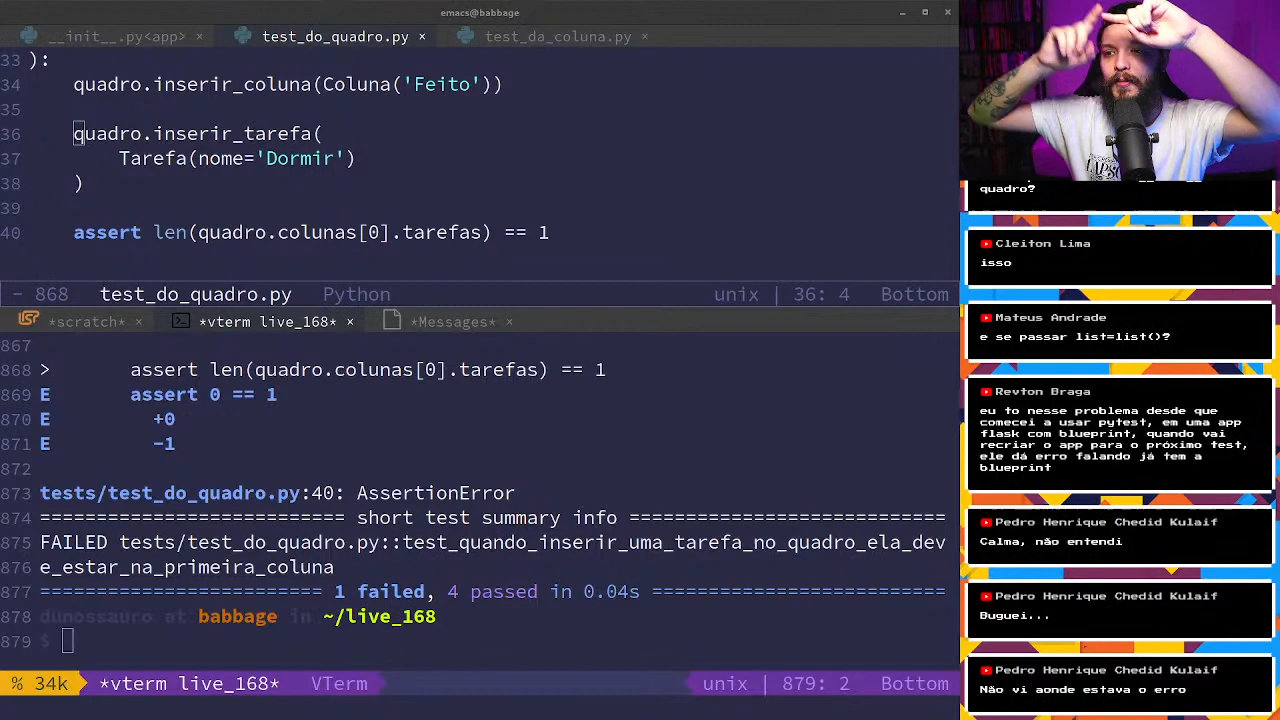 emacs@babbage
__init__.py<app> ×
test_do_quadro.py ×
test_da_coluna.py ×
33 ):
34 quadro.inserir_coluna(Coluna('Feito'))
35
36 quadro.inserir_tarefa(
37 Tarefa(nome='Dormir')
38 )
39
40 assert len(quadro.colunas[0].tarefas) == 1
- 868 test_do_quadro.py Python unix | 36: 4 Bottom
*scratch* ×
*vterm live_168* ×
*Messages* ×
867
868 > assert len(quadro.colunas[0].tarefas) == 1
869 E assert 0 == 1
870 E +0
871 E -1
872
873 tests/test_do_quadro.py:40: AssertionError
874 =========================== short test summary info ============================
875 FAILED tests/test_do_quadro.py::test_quando_inserir_uma_tarefa_no_quadro_ela_dev
876 e_estar_na_primeira_coluna
877 ========================= 1 failed, 4 passed in 0.04s ==========================
878 dunossauro at babbage in ~/live_168
879 $
% 34k *vterm live_168* VTerm unix | 879: 2 Bottom
quadro?
Cleiton Lima
isso
Mateus Andrade
e se passar list=list()?
Revton Braga
eu to nesse problema desde que
comecei a usar pytest, em uma app
flask com blueprint, quando vai
recriar o app para o próximo test,
ele dá erro falando já tem a
blueprint
Pedro Henrique Chedid Kulaif
Calma, não entendi
Pedro Henrique Chedid Kulaif
Buguei...
Pedro Henrique Chedid Kulaif
Não vi aonde estava o erro